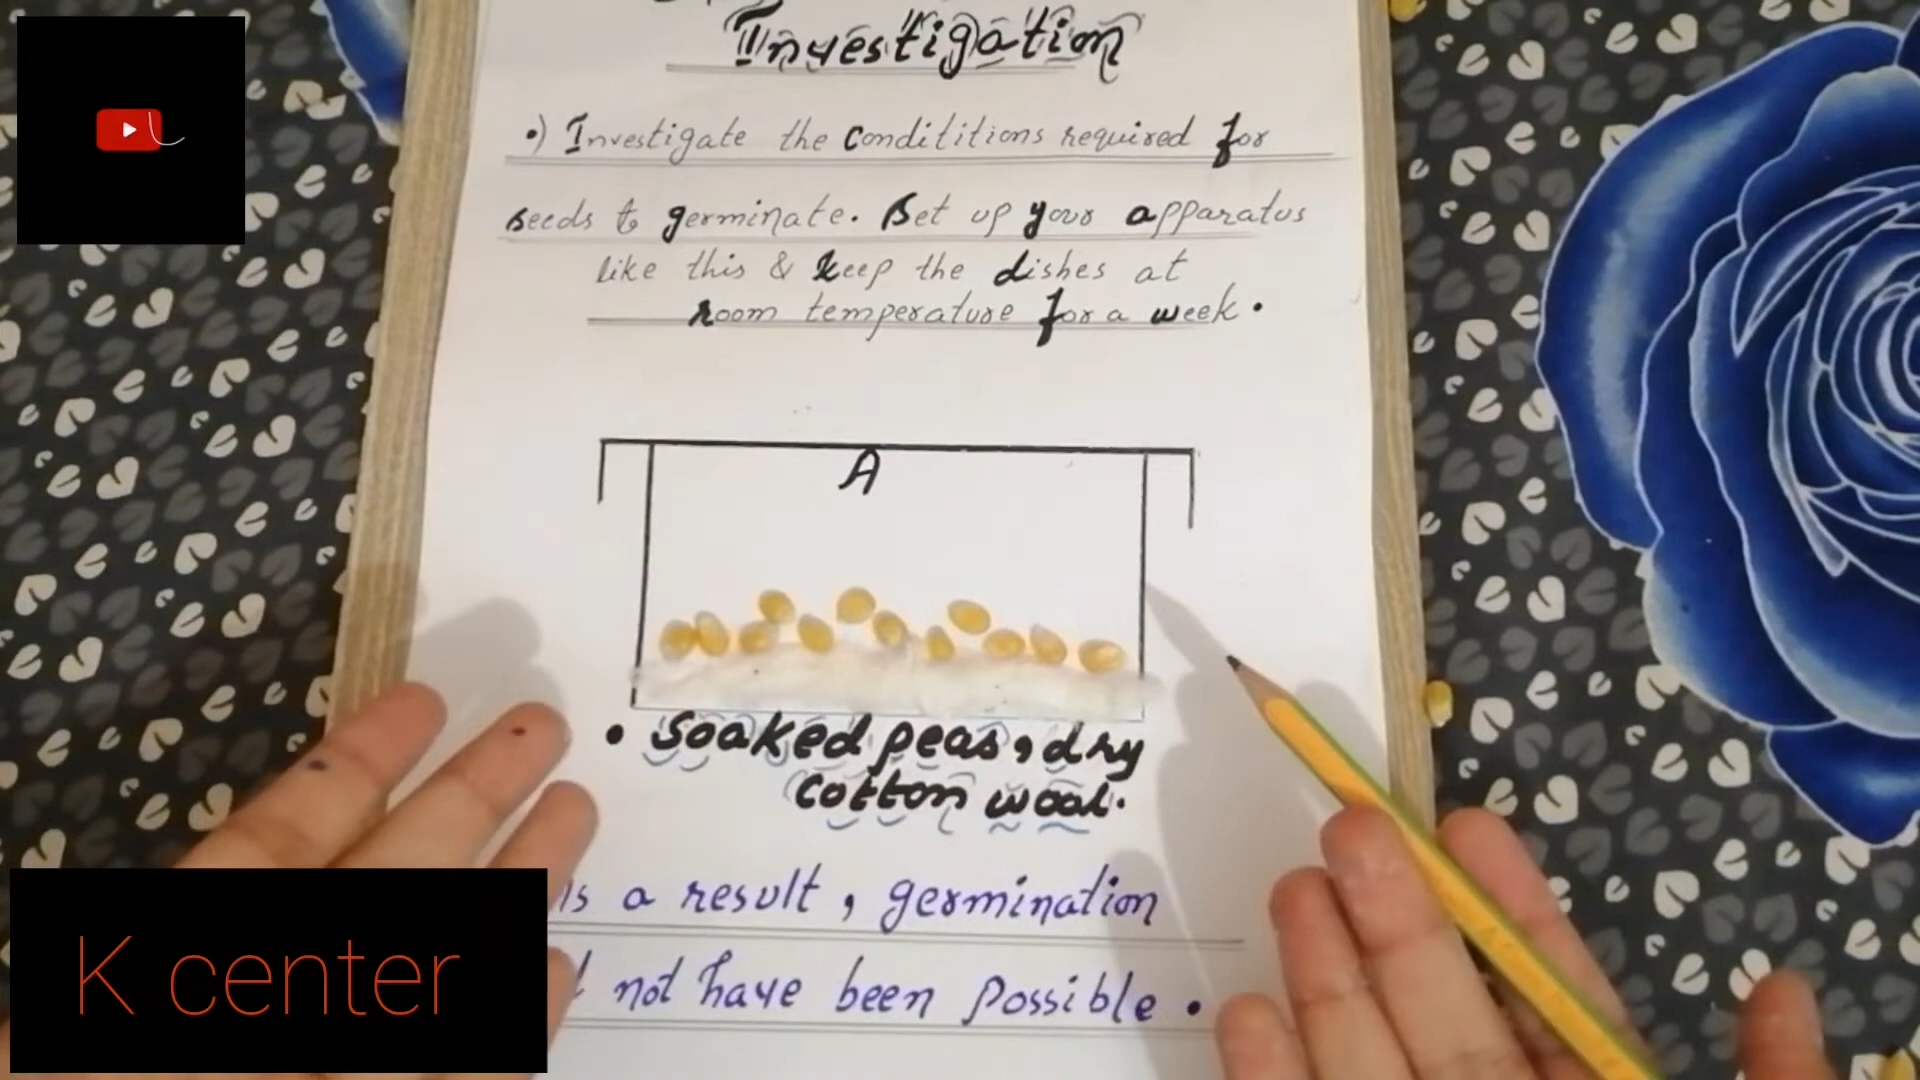 Investigation
•) Investigate the condititions required for
seeds to germinate. Set up your apparatus
like this & keep the dishes at
room temperature for a week.
A
• Soaked peas, dry
cotton wool.
is a result, germination
not have been possible.
K center